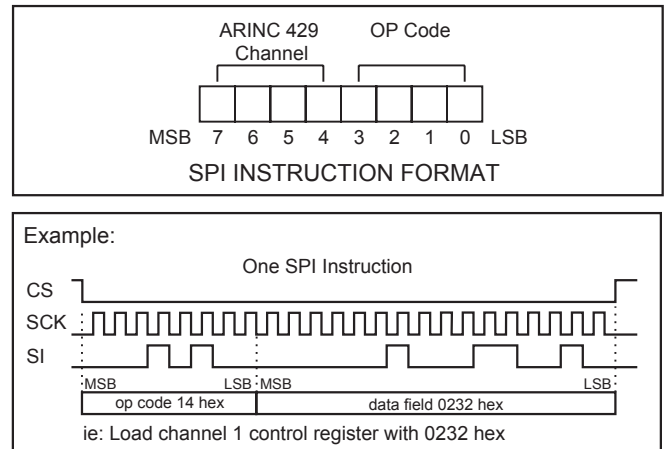 ARINC 429 OP Code
Channel
MSB 7 6 5 4 3 2 1 0 LSB
SPI INSTRUCTION FORMAT
Example:
One SPI Instruction
CS
SCK
SI
MSB LSB MSB LSB
op code 14 hex data field 0232 hex
ie: Load channel 1 control register with 0232 hex